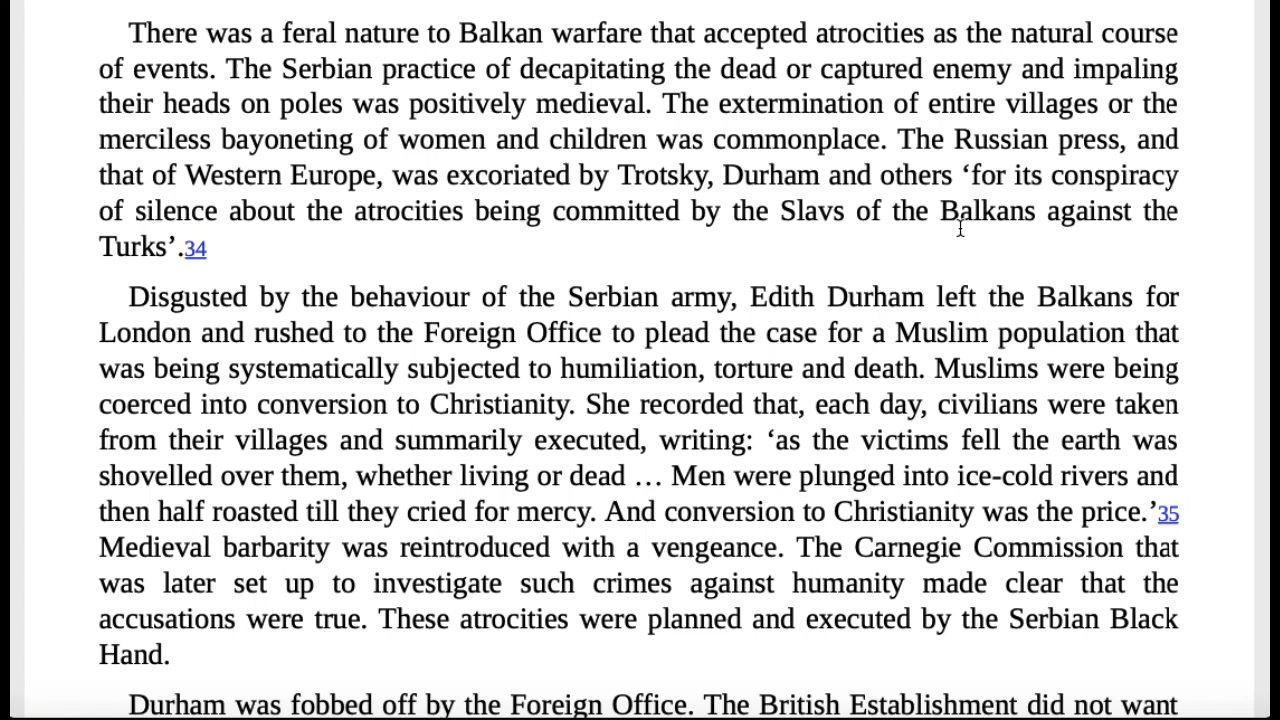 There was a feral nature to Balkan warfare that accepted atrocities as the natural course
of events. The Serbian practice of decapitating the dead or captured enemy and impaling
their heads on poles was positively medieval. The extermination of entire villages or the
merciless bayoneting of women and children was commonplace. The Russian press, and
that of Western Europe, was excoriated by Trotsky, Durham and others ‘for its conspiracy
of silence about the atrocities being committed by the Slavs of the Balkans against the
Turks’.34
Disgusted by the behaviour of the Serbian army, Edith Durham left the Balkans for
London and rushed to the Foreign Office to plead the case for a Muslim population that
was being systematically subjected to humiliation, torture and death. Muslims were being
coerced into conversion to Christianity. She recorded that, each day, civilians were taken
from their villages and summarily executed, writing: ‘as the victims fell the earth was
shovelled over them, whether living or dead … Men were plunged into ice-cold rivers and
then half roasted till they cried for mercy. And conversion to Christianity was the price.’35
Medieval barbarity was reintroduced with a vengeance. The Carnegie Commission that
was later set up to investigate such crimes against humanity made clear that the
accusations were true. These atrocities were planned and executed by the Serbian Black
Hand.
Durham was fobbed off by the Foreign Office. The British Establishment did not want